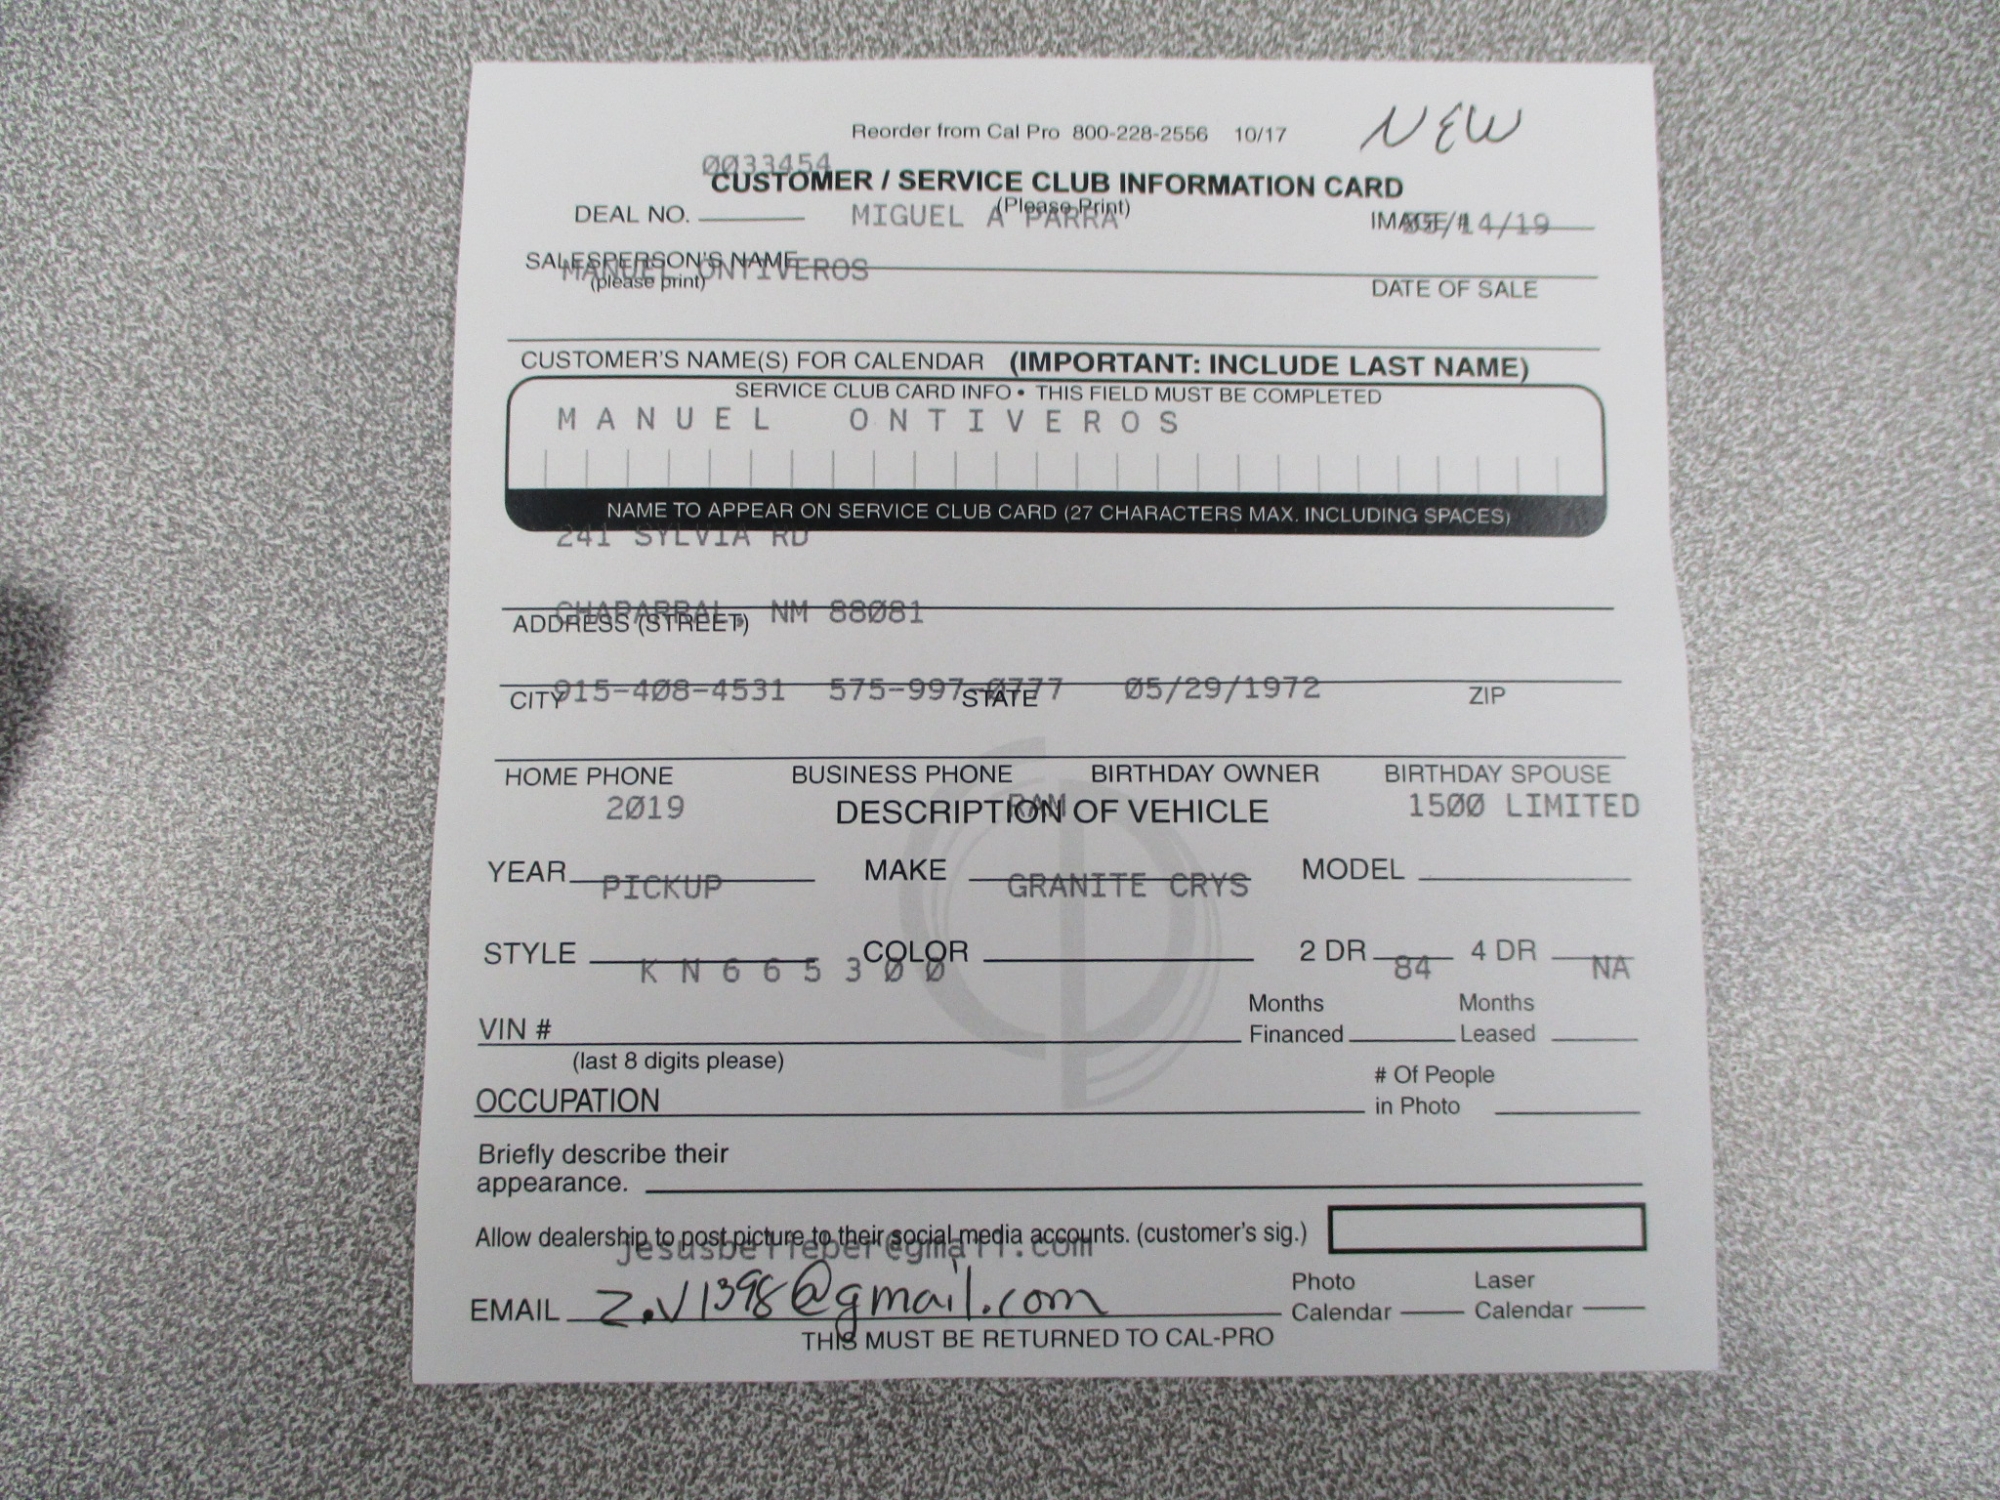 Reorder from Cal Pro 800-228-2556 10/17 NEW
0033454
CUSTOMER / SERVICE CLUB INFORMATION CARD
(Please Print)
DEAL NO. MIGUEL A PARRA IMAGE # /14/19
SALESPERSON'S NAME
MANUEL ONTIVEROS
(please print) DATE OF SALE
CUSTOMER'S NAME(S) FOR CALENDAR (IMPORTANT: INCLUDE LAST NAME)
SERVICE CLUB CARD INFO • THIS FIELD MUST BE COMPLETED
MANUEL ONTIVEROS
NAME TO APPEAR ON SERVICE CLUB CARD (27 CHARACTERS MAX. INCLUDING SPACES)
241 SYLVIA RD
CHAPARRAL, NM 88081
ADDRESS (STREET)
915-408-4531 575-997-0777 05/29/1972
CITY STATE ZIP
HOME PHONE BUSINESS PHONE BIRTHDAY OWNER BIRTHDAY SPOUSE
2019 RAM 1500 LIMITED
DESCRIPTION OF VEHICLE
YEAR MAKE MODEL
PICKUP GRANITE CRYS
STYLE COLOR 2 DR 4 DR
KN665300 84 NA
VIN # Months Financed Months Leased
(last 8 digits please)
OCCUPATION # Of People in Photo
Briefly describe their
appearance.
Allow dealership to post picture to their social media accounts. (customer's sig.)
EMAIL z.v1398@gmail.com Photo Calendar Laser Calendar
THIS MUST BE RETURNED TO CAL-PRO